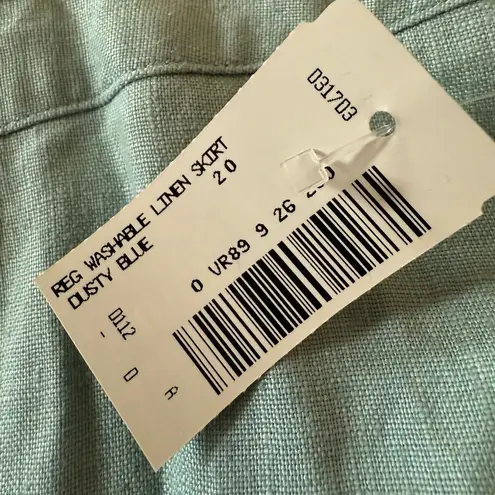 031703
REG WASHABLE LINEN SKIRT
DUSTY BLUE 20
0 VR89 9 26
- 0112 0 A